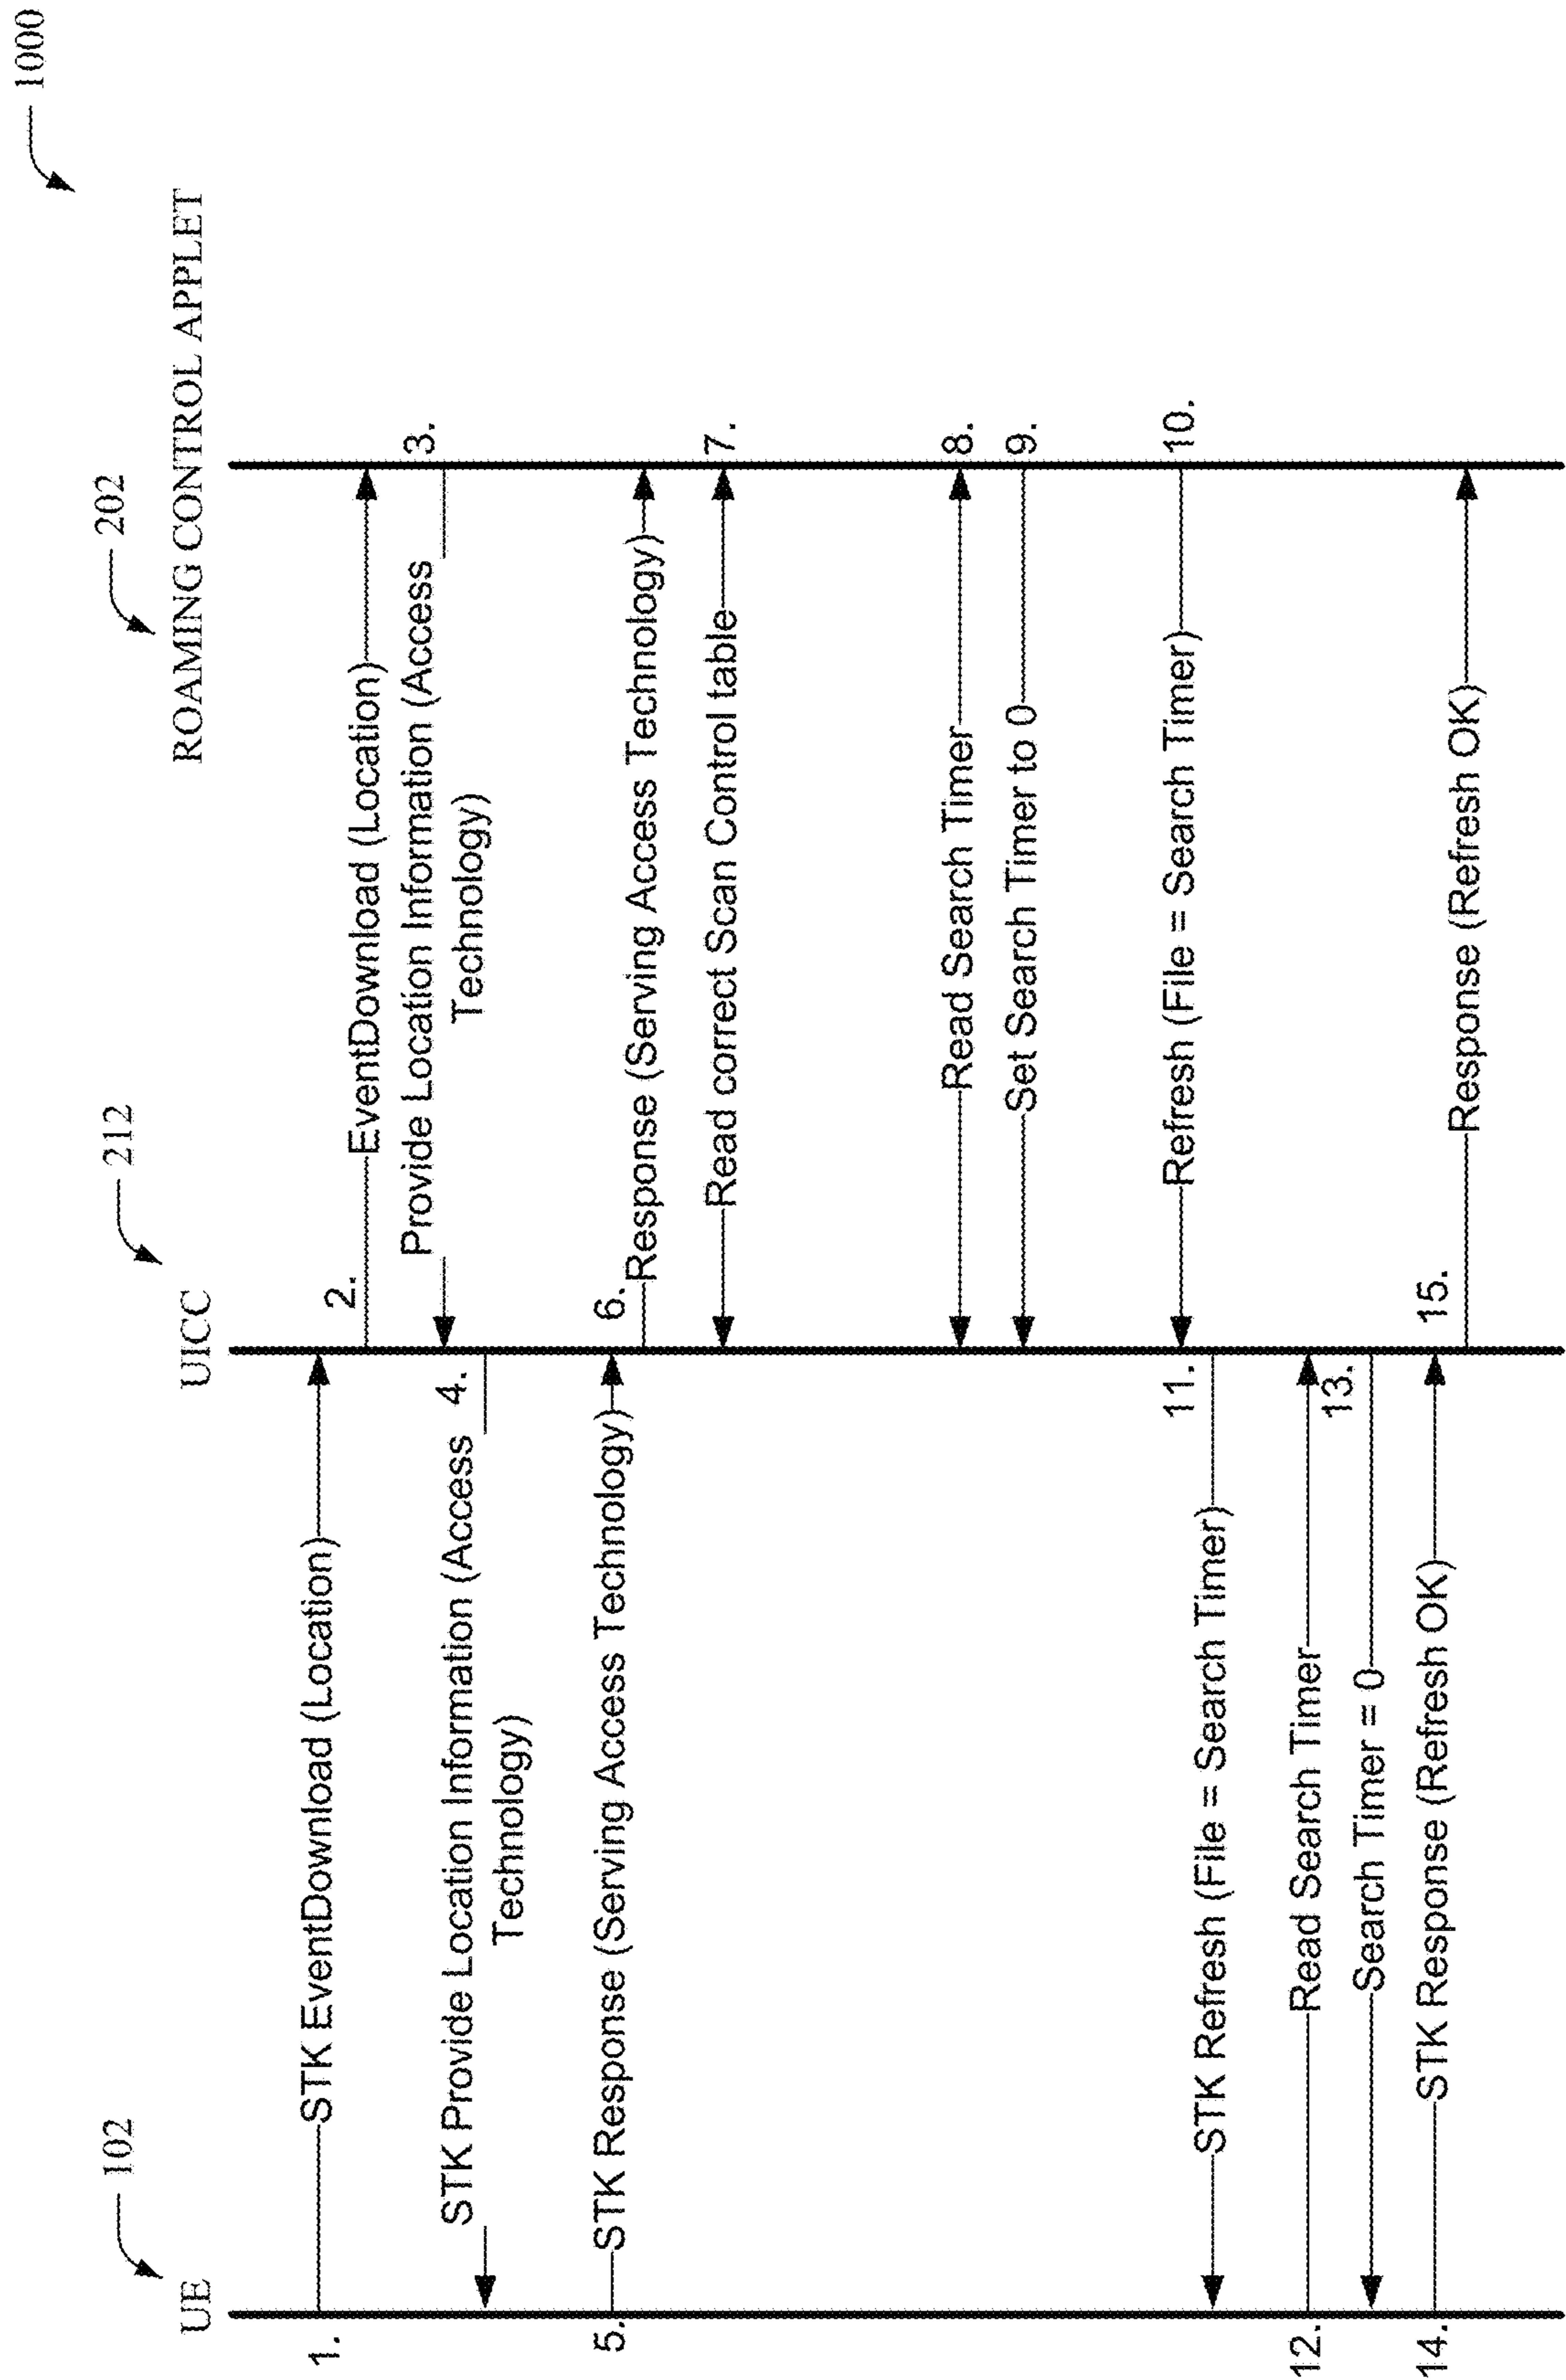 1000
102
212
202
UE
UICC
ROAMING CONTROL APPLET
1.
STK EventDownload (Location)
2.
EventDownload (Location)
3.
Provide Location Information (Access
Technology)
4.
STK Provide Location Information (Access
Technology)
5.
STK Response (Serving Access Technology)
6.
Response (Serving Access Technology)
7.
Read correct Scan Control table
8.
Read Search Timer
9.
Set Search Timer to 0
10.
Refresh (File = Search Timer)
11.
STK Refresh (File = Search Timer)
12.
Read Search Timer
13.
Search Timer = 0
14.
STK Response (Refresh OK)
15.
Response (Refresh OK)